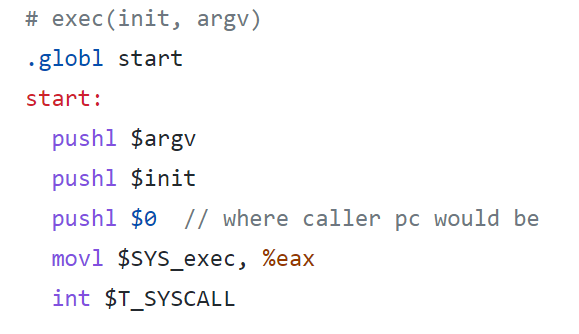 # exec(init, argv)
.globl start
start:
  pushl $argv
  pushl $init
  pushl $0  // where caller pc would be
  movl $SYS_exec, %eax
  int $T_SYSCALL